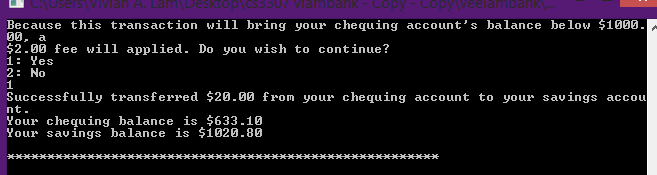 C:\Users\Vivian A. Lam\Desktop\cs3307 vlambank - Copy - Copy\veelambank\...
Because this transaction will bring your chequing account's balance below $1000.
00, a
$2.00 fee will applied. Do you wish to continue?
1: Yes
2: No
1
Successfully transferred $20.00 from your chequing account to your savings accou
nt.
Your chequing balance is $633.10
Your savings balance is $1020.80
******************************************************